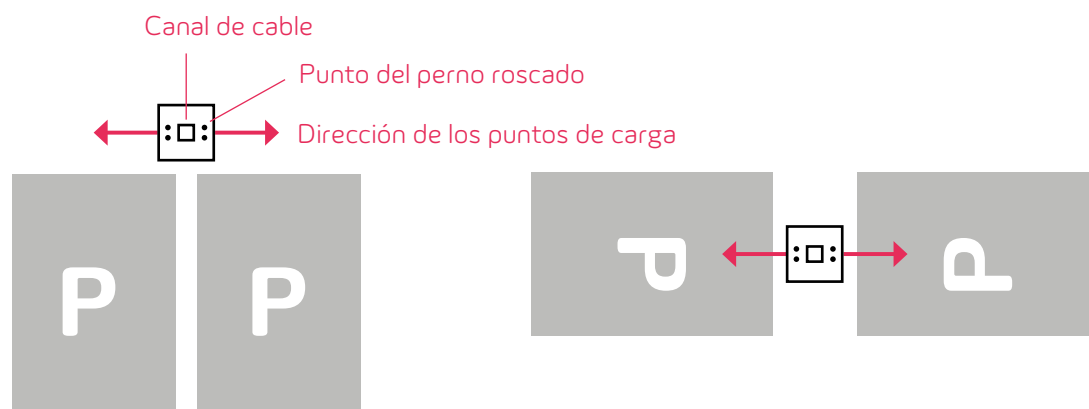 Canal de cable
Punto del perno roscado
Dirección de los puntos de carga
P
P
P
P